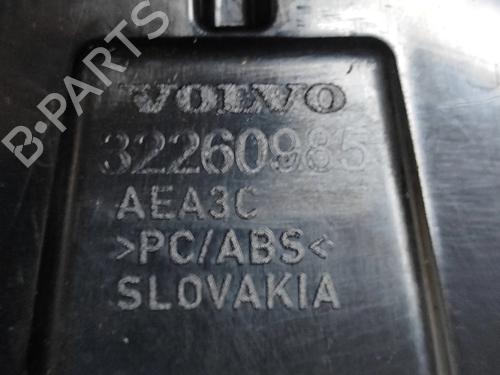 VOLVO
32260985
AEA3C
>PC/ABS<
SLOVAKIA
B-PARTS